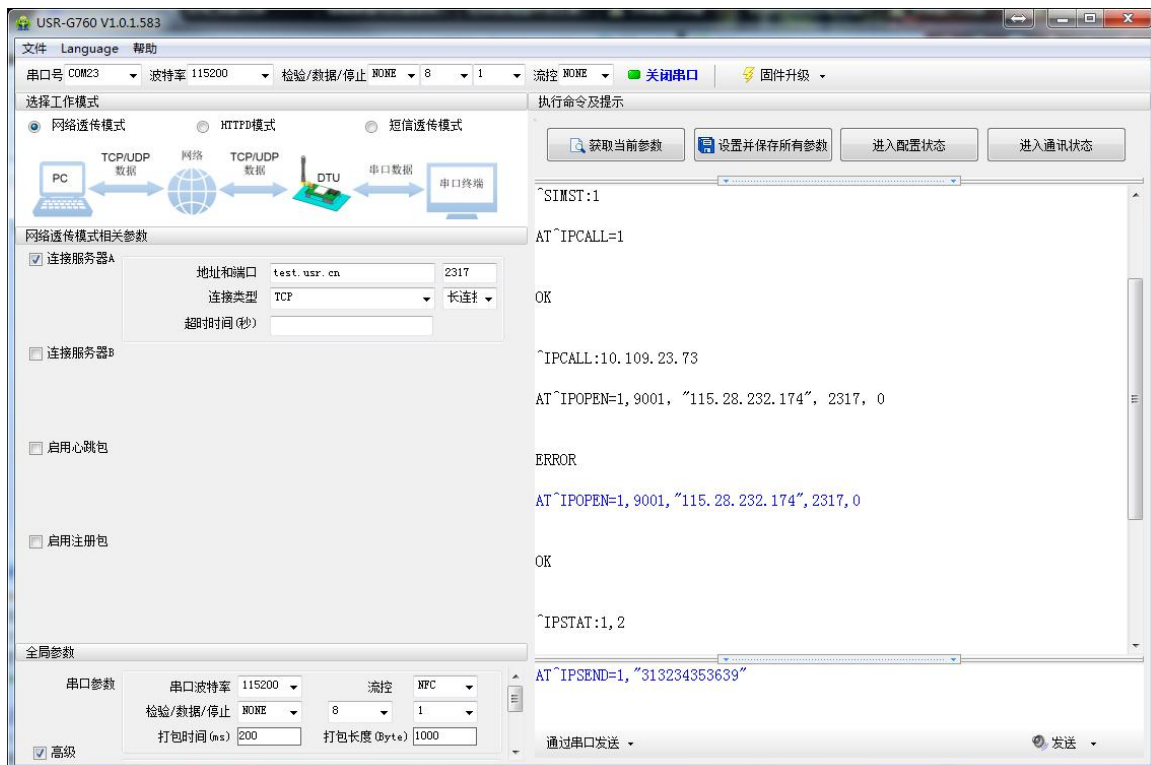 USR-G760 V1.0.1.583
文件 Language 帮助
串口号 COM23 波特率 115200 检验/数据/停止 NONE 8 1 流控 NONE 关闭串口 固件升级
选择工作模式
网络透传模式 HTTPD模式 短信透传模式
PC
TCP/UDP
数据
网络
TCP/UDP
数据
DTU
串口数据
串口终端
网络透传模式相关参数
连接服务器A
地址和端口 test.usr.cn 2317
连接类型 TCP 长连
超时时间(秒)
连接服务器B
启用心跳包
启用注册包
全局参数
串口参数 串口波特率 115200 流控 NFC
检验/数据/停止 NONE 8 1
打包时间(ms) 200 打包长度(Byte) 1000
高级
执行命令及提示
获取当前参数 设置并保存所有参数 进入配置状态 进入通讯状态
^SIMST:1
AT^IPCALL=1
OK
^IPCALL:10.109.23.73
AT^IPOPEN=1,9001, "115.28.232.174", 2317, 0
ERROR
AT^IPOPEN=1,9001,"115.28.232.174",2317,0
OK
^IPSTAT:1,2
AT^IPSEND=1,"313234353639"
通过串口发送 发送